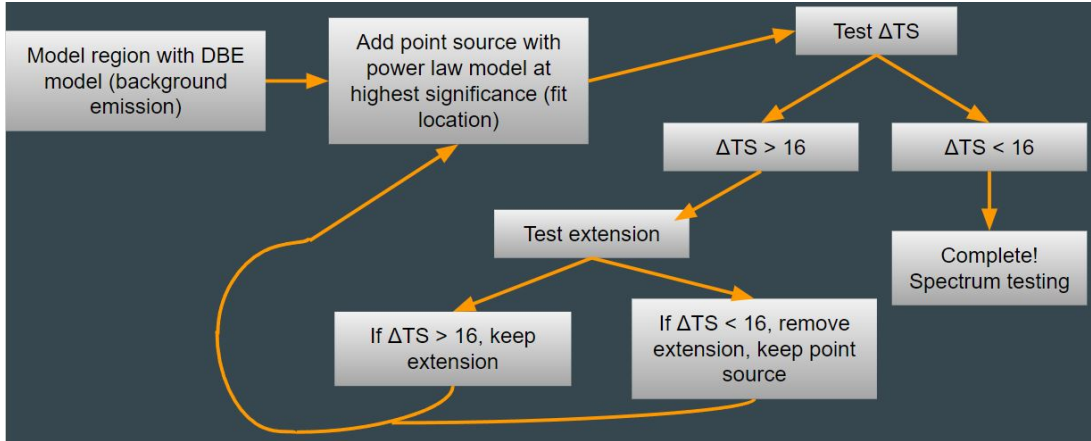 Model region with DBE
model (background
emission)
Add point source with
power law model at
highest significance (fit
location)
Test ΔTS
ΔTS > 16
ΔTS < 16
Test extension
Complete!
Spectrum testing
If ΔTS > 16, keep
extension
If ΔTS < 16, remove
extension, keep point
source